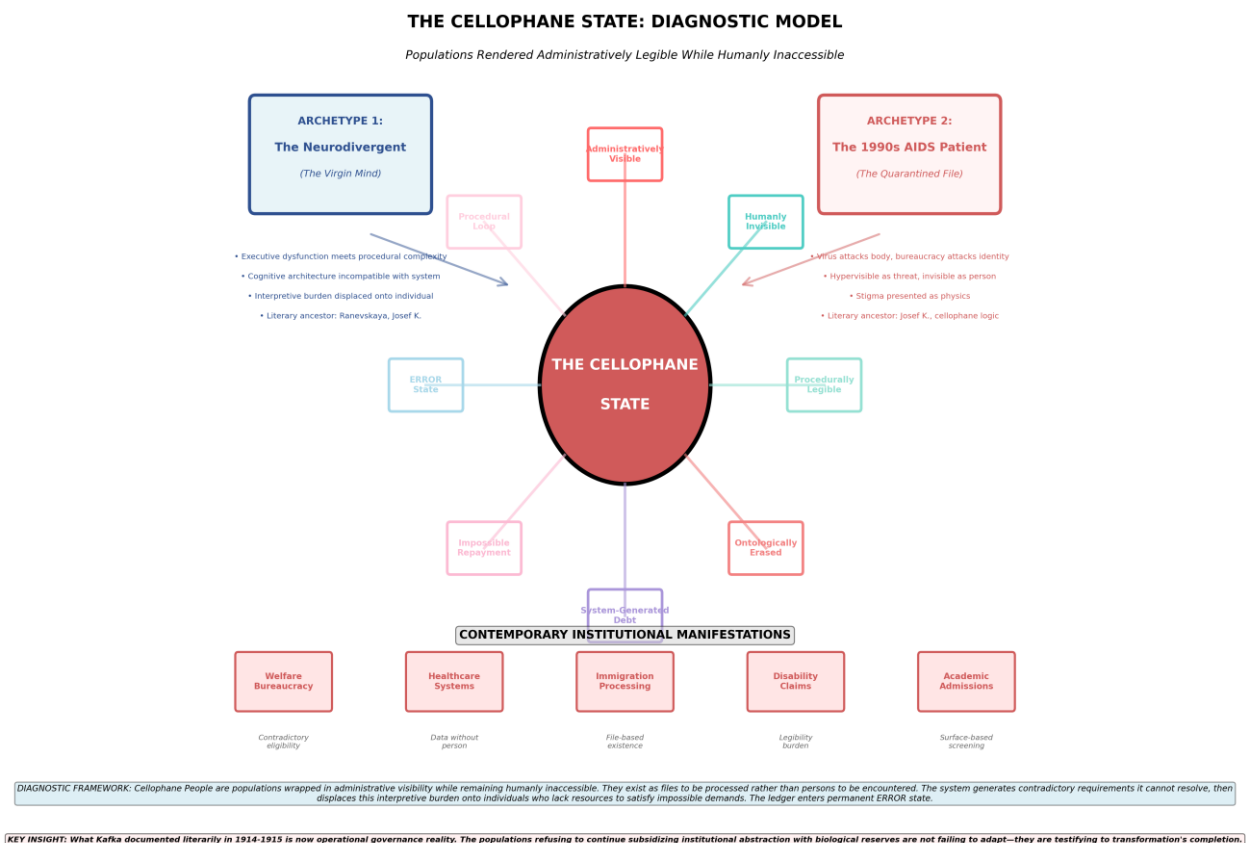 THE CELLOPHANE STATE: DIAGNOSTIC MODEL
Populations Rendered Administratively Legible While Humanly Inaccessible
ARCHETYPE 1:
The Neurodivergent
(The Virgin Mind)
• Executive dysfunction meets procedural complexity
• Cognitive architecture incompatible with system
• Interpretive burden displaced onto individual
• Literary ancestor: Ranevskaya, Josef K.
ARCHETYPE 2:
The 1990s AIDS Patient
(The Quarantined File)
• Virus attacks body, bureaucracy attacks identity
• Hypervisible as threat, invisible as person
• Stigma presented as physics
• Literary ancestor: Josef K., cellophane logic
Administratively
Visible
Procedural
Loop
Humanly
Invisible
ERROR
State
THE CELLOPHANE
STATE
Procedurally
Legible
Impossible
Repayment
Ontologically
Erased
System-Generated
Debt
CONTEMPORARY INSTITUTIONAL MANIFESTATIONS
Welfare
Bureaucracy
Contradictory
eligibility
Healthcare
Systems
Data without
person
Immigration
Processing
File-based
existence
Disability
Claims
Legibility
burden
Academic
Admissions
Surface-based
screening
DIAGNOSTIC FRAMEWORK: Cellophane People are populations wrapped in administrative visibility while remaining humanly inaccessible. They exist as files to be processed rather than persons to be encountered. The system generates contradictory requirements it cannot resolve, then
displaces this interpretive burden onto individuals who lack resources to satisfy impossible demands. The ledger enters permanent ERROR state.
KEY INSIGHT: What Kafka documented literarily in 1914-1915 is now operational governance reality. The populations refusing to continue subsidizing institutional abstraction with biological reserves are not failing to adapt—they are testifying to transformation's completion.